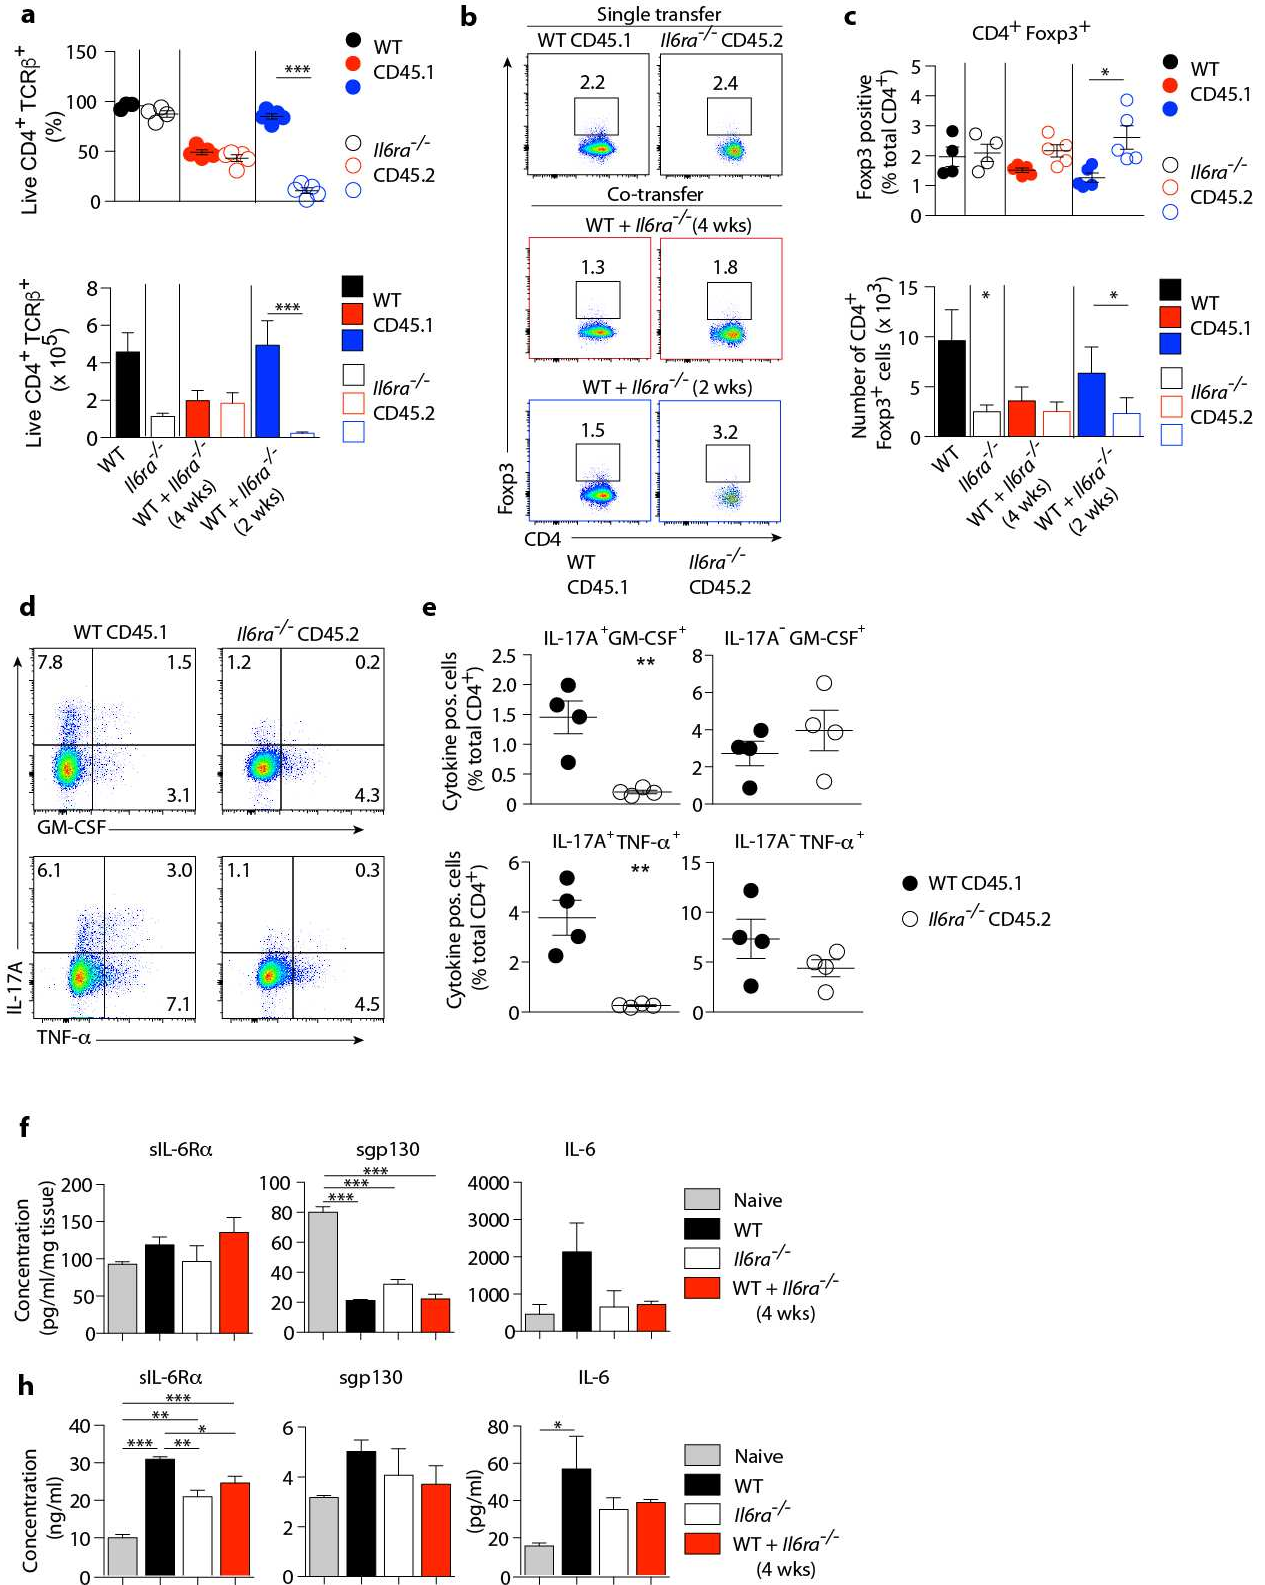 a
Live CD4+ TCRβ+
(%)
150
100
50
0
***
WT
CD45.1
Il6ra−/−
CD45.2
Live CD4+ TCRβ+
(x 10^5)
8
6
4
2
0
***
WT
CD45.1
Il6ra−/−
CD45.2
WT
Il6ra−/−
WT + Il6ra−/−
(4 wks)
WT + Il6ra−/−
(2 wks)
b
Single transfer
WT CD45.1
Il6ra−/− CD45.2
2.2
2.4
Co-transfer
WT + Il6ra−/− (4 wks)
1.3
1.8
WT + Il6ra−/− (2 wks)
1.5
3.2
Foxp3
CD4
WT
CD45.1
Il6ra−/−
CD45.2
c
CD4+ Foxp3+
Foxp3 positive
(% total CD4+)
5
4
3
2
1
0
*
WT
CD45.1
Il6ra−/−
CD45.2
Number of CD4+
Foxp3+ cells (x 10^3)
15
10
5
0
*
*
WT
CD45.1
Il6ra−/−
CD45.2
WT
Il6ra−/−
WT + Il6ra−/−
(4 wks)
WT + Il6ra−/−
(2 wks)
d
WT CD45.1
Il6ra−/− CD45.2
7.8
1.5
3.1
1.2
0.2
4.3
GM-CSF
6.1
3.0
7.1
1.1
0.3
4.5
IL-17A
TNF-α
e
IL-17A+GM-CSF+
Cytokine pos. cells
(% total CD4+)
2.5
2.0
1.5
1.0
0.5
0
**
IL-17A− GM-CSF+
8
6
4
2
0
IL-17A+TNF-α+
Cytokine pos. cells
(% total CD4+)
6
4
2
0
**
IL-17A− TNF-α+
15
10
5
0
WT CD45.1
Il6ra−/− CD45.2
f
sIL-6Rα
Concentration
(pg/ml/mg tissue)
200
150
100
50
0
sgp130
100
80
60
40
20
0
***
***
***
IL-6
4000
3000
2000
1000
0
Naive
WT
Il6ra−/−
WT + Il6ra−/−
(4 wks)
h
sIL-6Rα
Concentration
(ng/ml)
40
30
20
10
0
***
**
*
***
**
sgp130
6
4
2
0
IL-6
(pg/ml)
80
60
40
20
0
*
Naive
WT
Il6ra−/−
WT + Il6ra−/−
(4 wks)